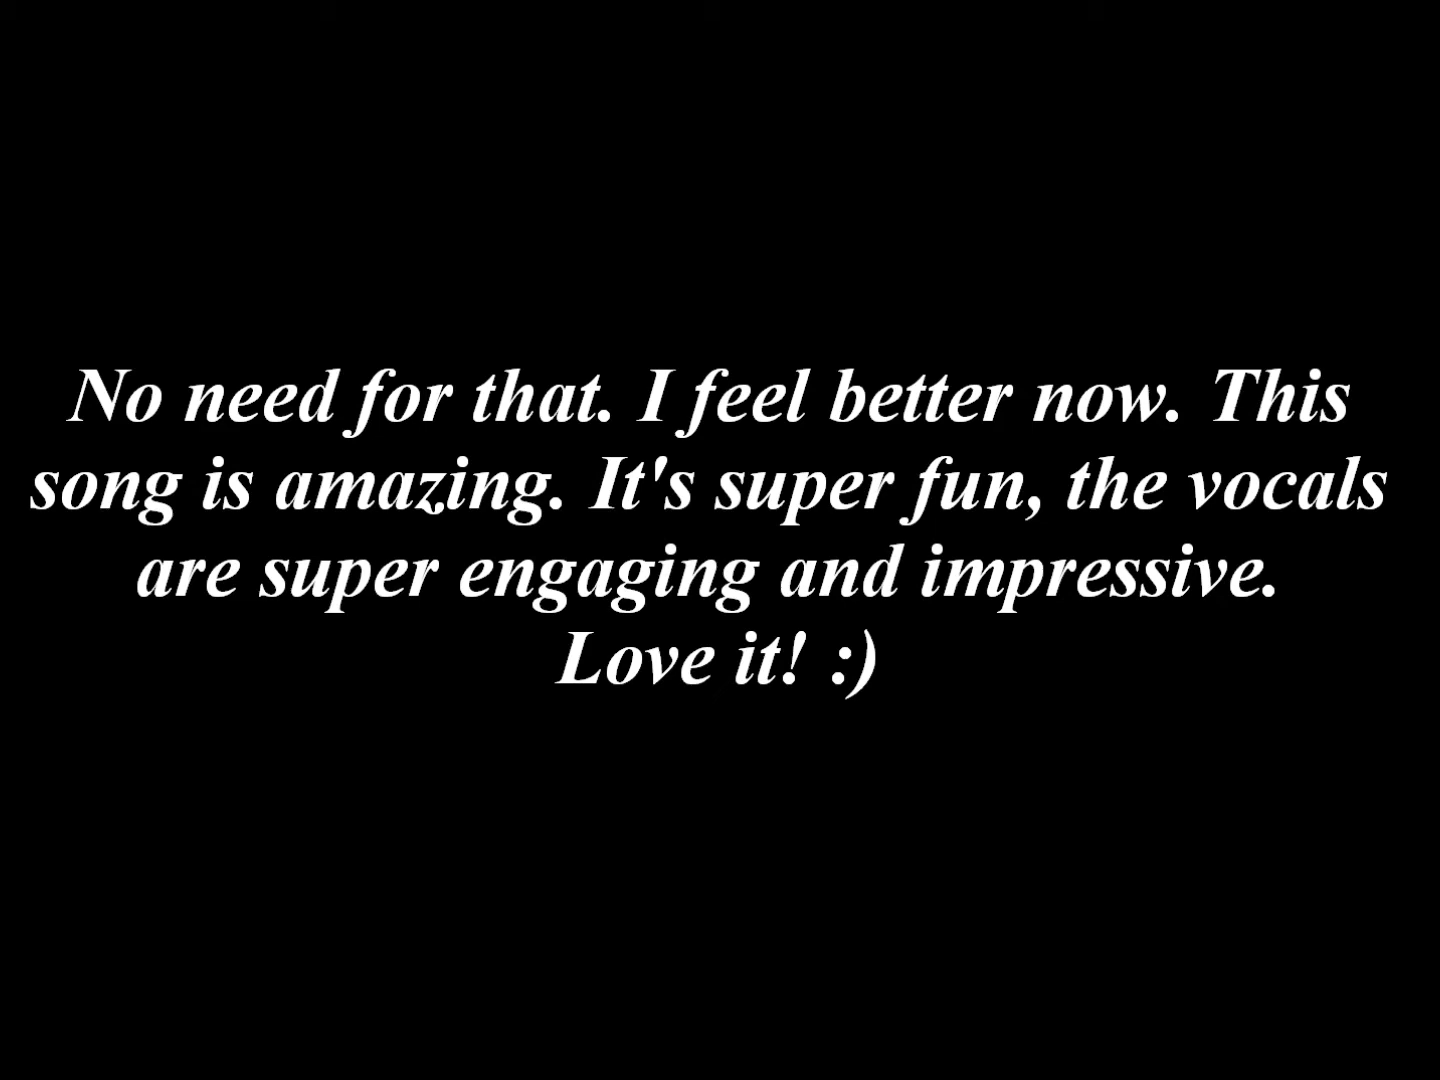 No need for that. I feel better now. This
song is amazing. It's super fun, the vocals
are super engaging and impressive.
Love it! :)